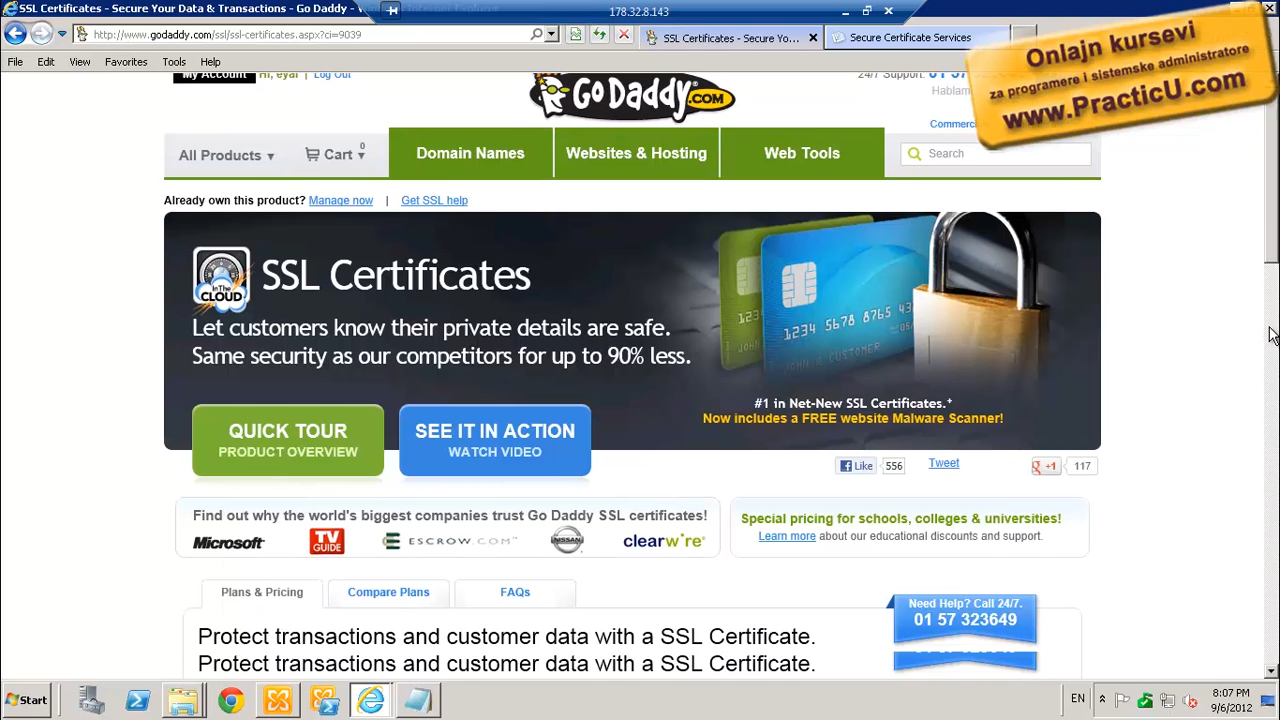 SSL Certificates - Secure Your Data & Transactions - Go Daddy
178.32.8.143
http://www.godaddy.com/ssl/ssl-certificates.aspx?ci=9039
SSL Certificates - Secure Yo...
Secure Certificate Services
File Edit View Favorites Tools Help
Onlajn kursevi
za programere i sistemske administratore
www.PracticU.com
My Account Hi, eyal Log Out
24/7 Support:
Hablam
Commerci
GoDaddy.COM
All Products ▾ Cart 0 ▾ Domain Names Websites & Hosting Web Tools Search
Already own this product? Manage now | Get SSL help
IN THE CLOUD
SSL Certificates
Let customers know their private details are safe.
Same security as our competitors for up to 90% less.
1234 5678 8765 43
#1 in Net-New SSL Certificates.+
Now includes a FREE website Malware Scanner!
QUICK TOUR
PRODUCT OVERVIEW
SEE IT IN ACTION
WATCH VIDEO
Like 556 Tweet +1 117
Find out why the world's biggest companies trust Go Daddy SSL certificates!
Microsoft TV GUIDE ESCROW.COM NISSAN clearwire
Special pricing for schools, colleges & universities!
Learn more about our educational discounts and support.
Plans & Pricing Compare Plans FAQs
Need Help? Call 24/7.
01 57 323649
Protect transactions and customer data with a SSL Certificate.
Protect transactions and customer data with a SSL Certificate.
Start
EN
8:07 PM
9/6/2012